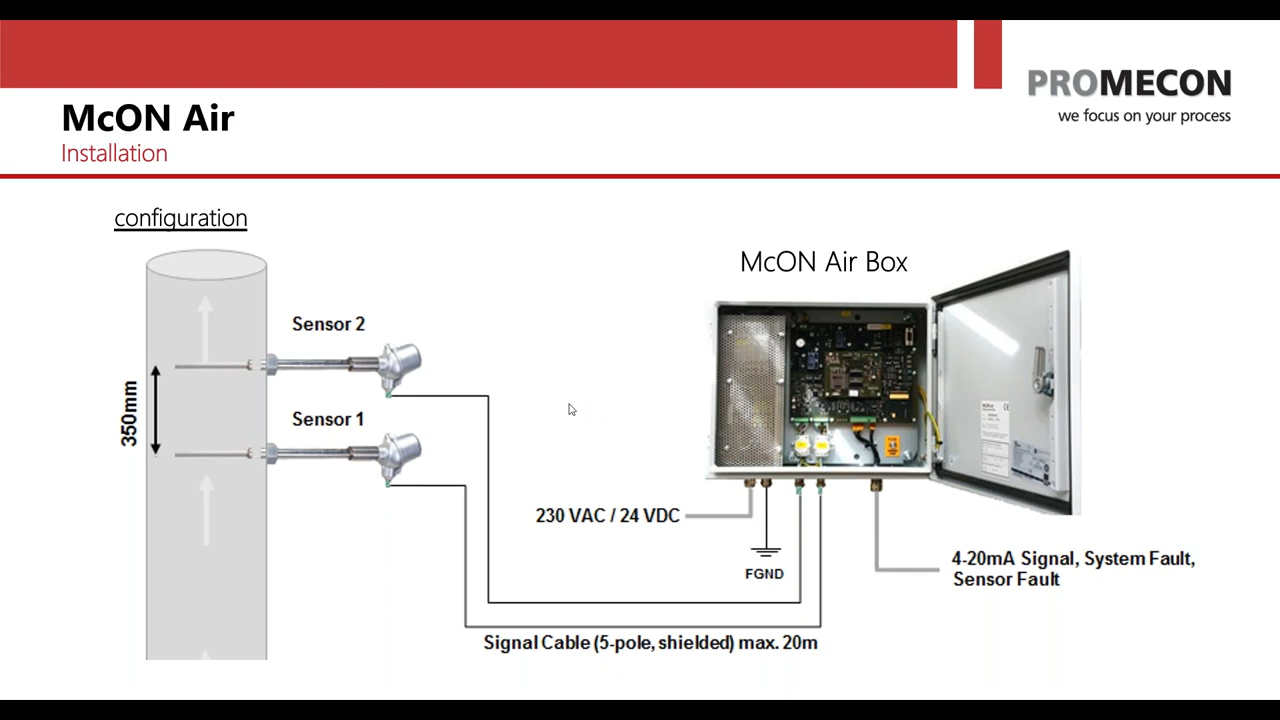 PROMECON
we focus on your process
McON Air
Installation
configuration
McON Air Box
Sensor 2
Sensor 1
350mm
230 VAC / 24 VDC
FGND
4-20mA Signal, System Fault,
Sensor Fault
Signal Cable (5-pole, shielded) max. 20m